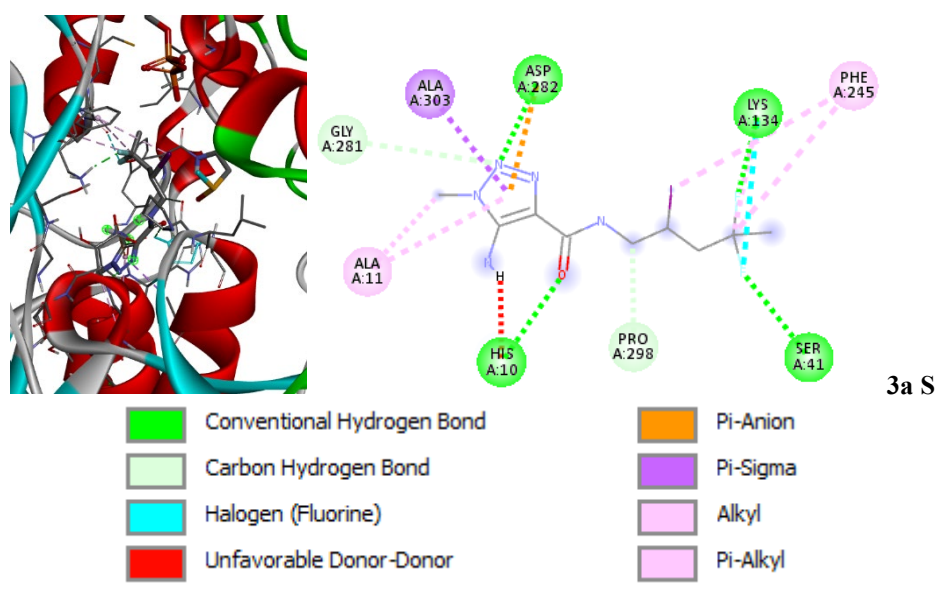 ASP
A:282
ALA
A:303
PHE
A:245
LYS
A:134
GLY
A:281
N
N
N
N
N
H
O
ALA
A:11
HIS
A:10
PRO
A:298
SER
A:41
3a S
Conventional Hydrogen Bond
Carbon Hydrogen Bond
Halogen (Fluorine)
Unfavorable Donor-Donor
Pi-Anion
Pi-Sigma
Alkyl
Pi-Alkyl